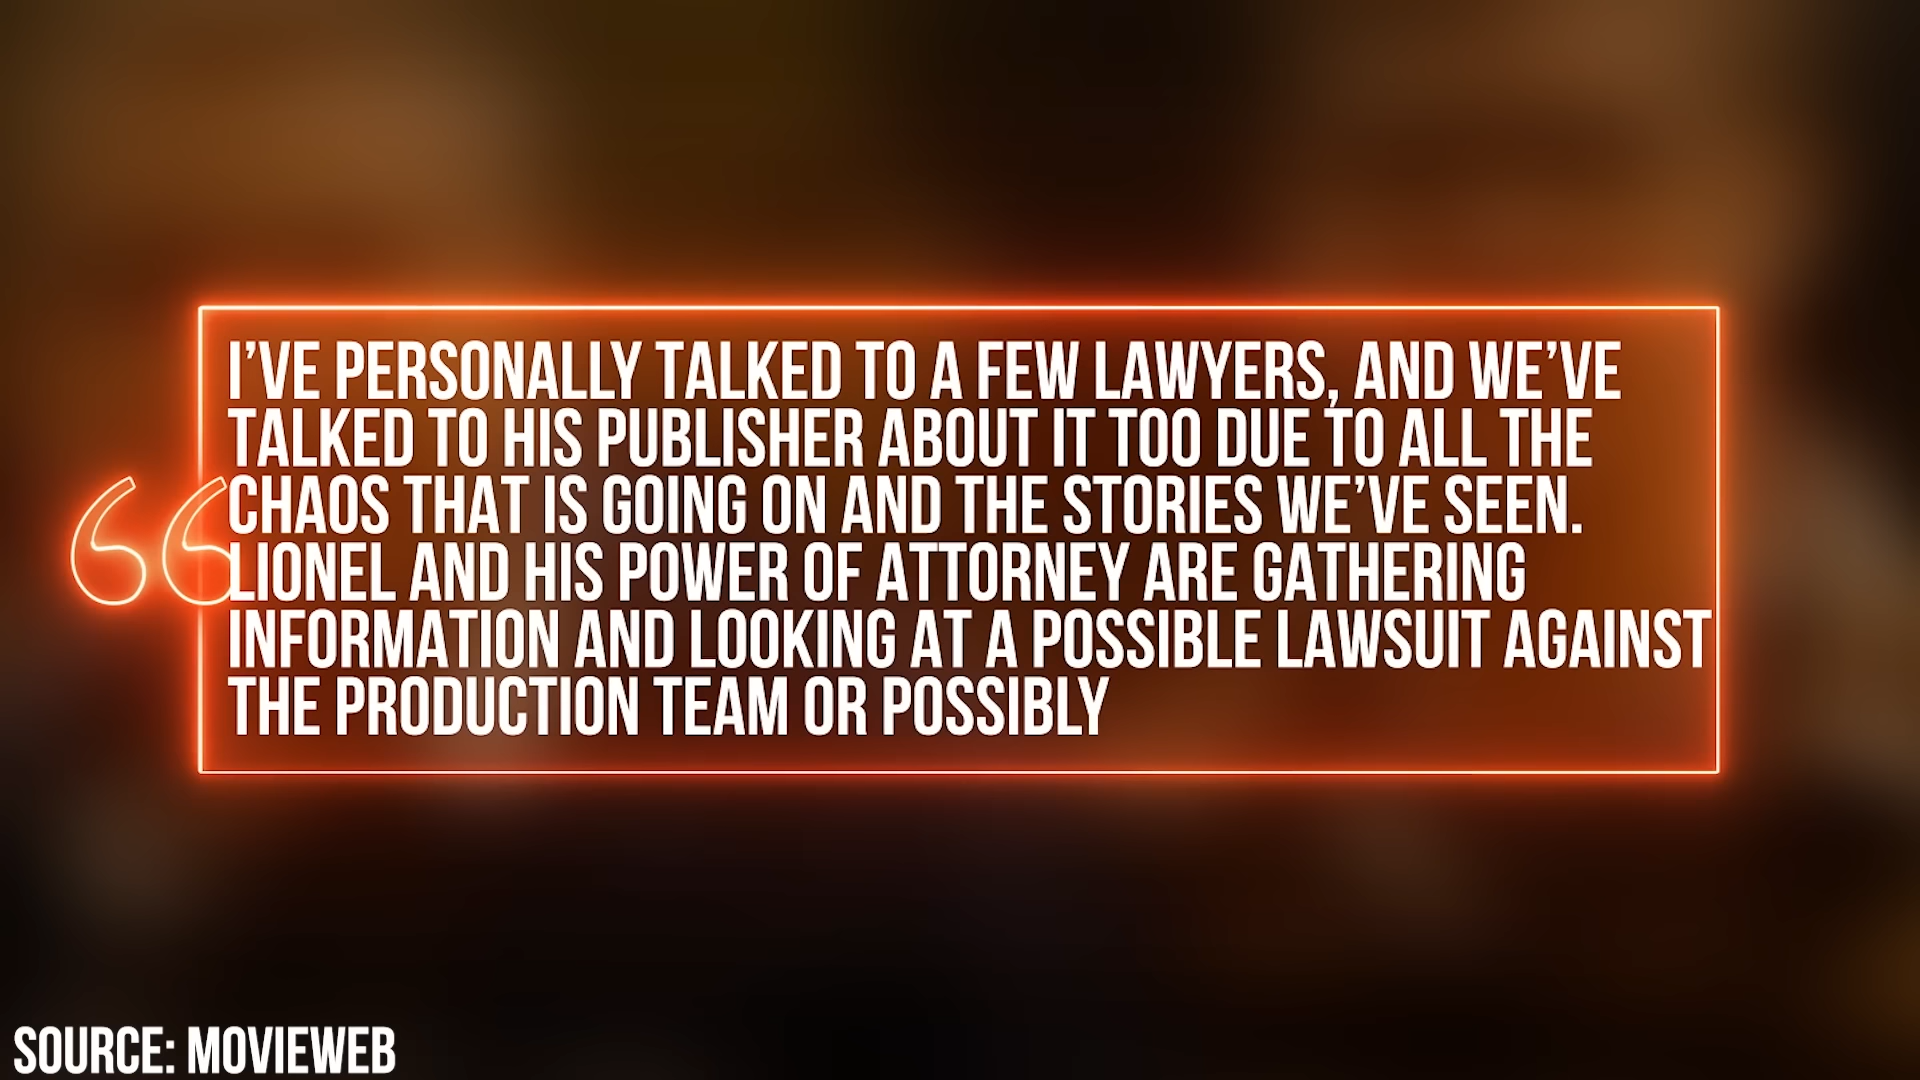 I'VE PERSONALLY TALKED TO A FEW LAWYERS, AND WE'VE
TALKED TO HIS PUBLISHER ABOUT IT TOO DUE TO ALL THE
CHAOS THAT IS GOING ON AND THE STORIES WE'VE SEEN.
LIONEL AND HIS POWER OF ATTORNEY ARE GATHERING
INFORMATION AND LOOKING AT A POSSIBLE LAWSUIT AGAINST
THE PRODUCTION TEAM OR POSSIBLY
SOURCE: MOVIEWEB